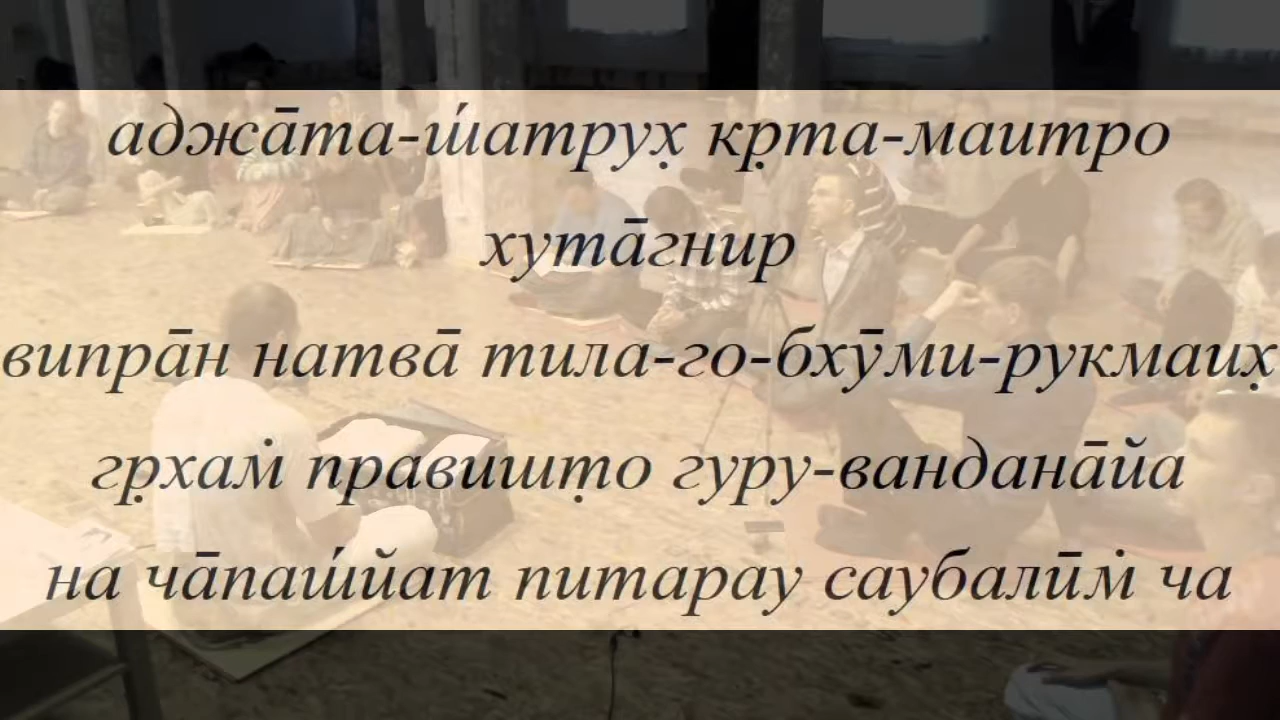 аджа̄та-ш́атрух̣ кр̣та-маитро
хута̄гнир
випра̄н натва̄ тила-го-бхӯми-рукмаих̣
гр̣хам̇ правишт̣о гуру-вандана̄йа
на ча̄паш́йат питарау саубалӣм̇ ча